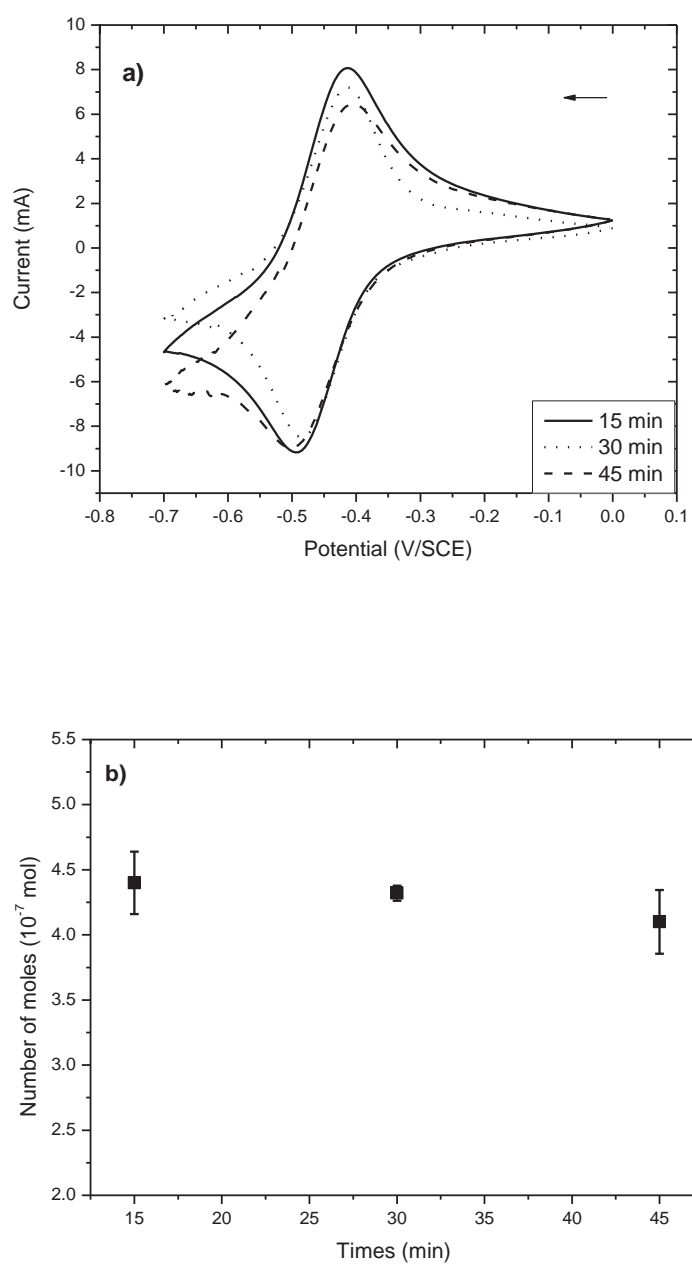 10
8
6
4
2
0
-2
-4
-6
-8
-10
a)
Current (mA)
15 min
30 min
45 min
-0.8 -0.7 -0.6 -0.5 -0.4 -0.3 -0.2 -0.1 0.0 0.1
Potential (V/SCE)
5.5
5.0
4.5
4.0
3.5
3.0
2.5
2.0
b)
Number of moles (10⁻⁷ mol)
15 20 25 30 35 40 45
Times (min)